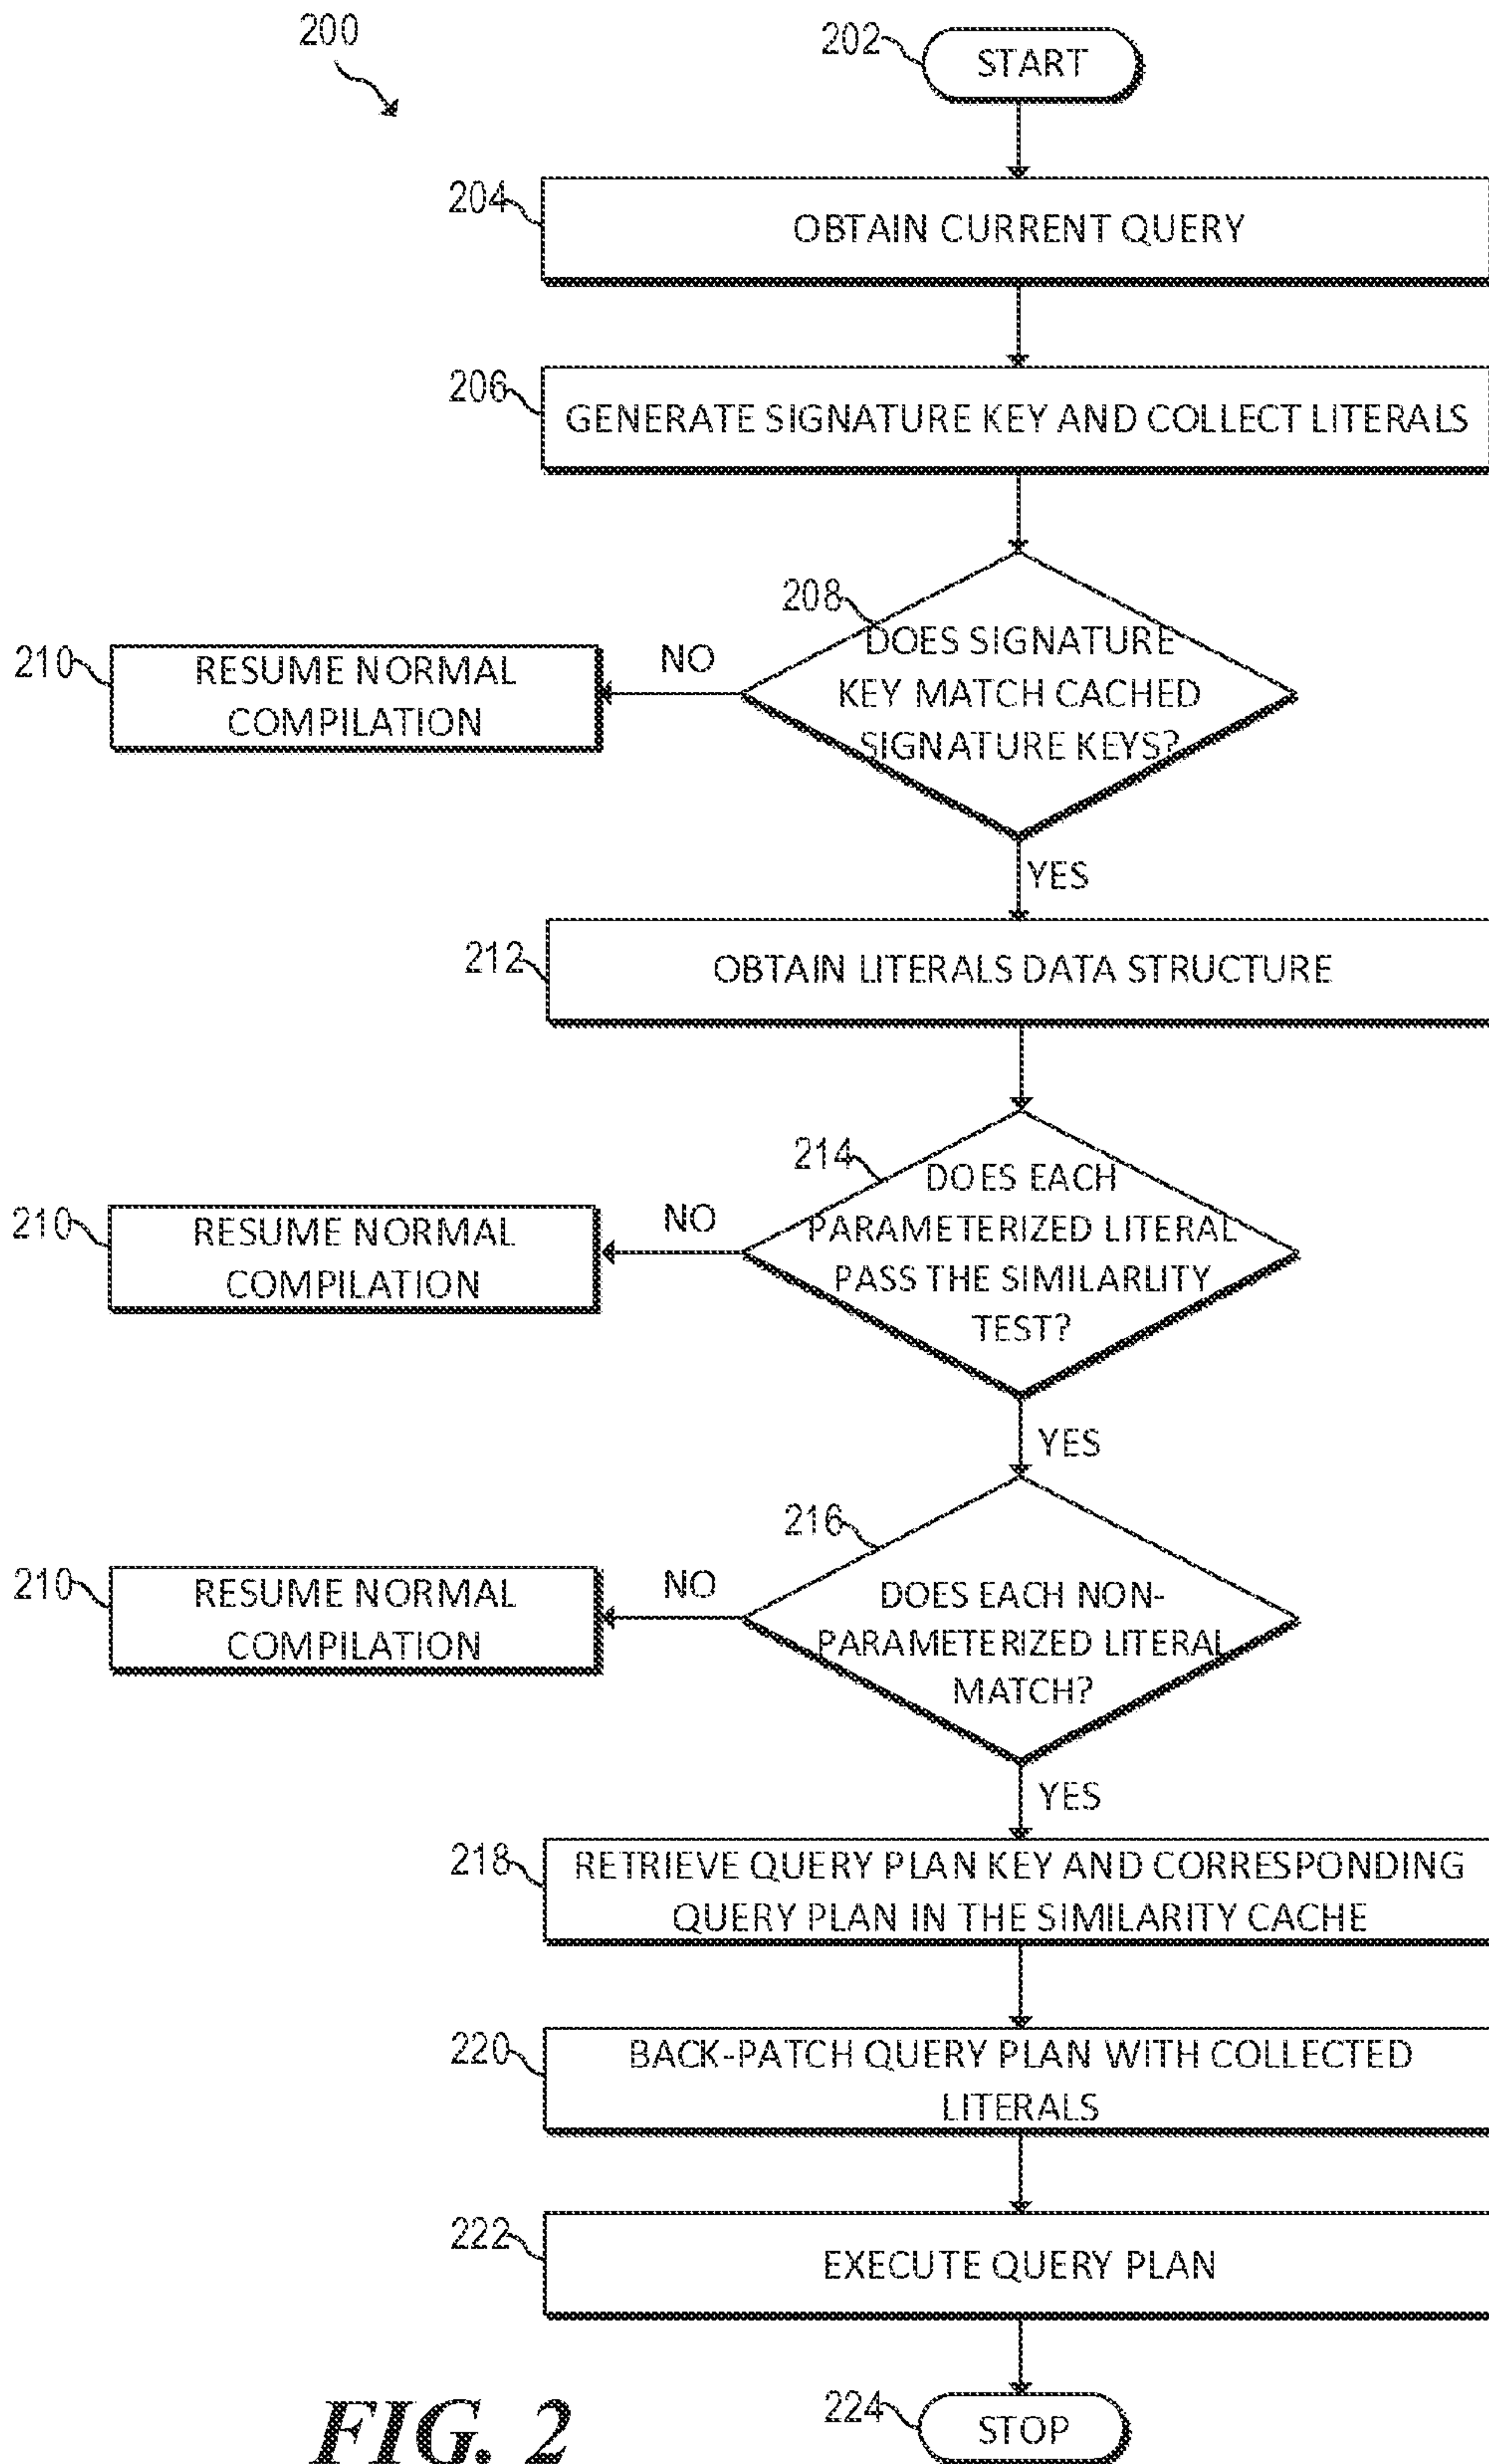 200
202
START
204
OBTAIN CURRENT QUERY
206
GENERATE SIGNATURE KEY AND COLLECT LITERALS
208
DOES SIGNATURE
KEY MATCH CACHED
SIGNATURE KEYS?
NO
210
RESUME NORMAL
COMPILATION
YES
212
OBTAIN LITERALS DATA STRUCTURE
214
DOES EACH
PARAMETERIZED LITERAL
PASS THE SIMILARLITY
TEST?
NO
210
RESUME NORMAL
COMPILATION
YES
216
DOES EACH NON-
PARAMETERIZED LITERAL
MATCH?
NO
210
RESUME NORMAL
COMPILATION
YES
218
RETRIEVE QUERY PLAN KEY AND CORRESPONDING
QUERY PLAN IN THE SIMILARITY CACHE
220
BACK-PATCH QUERY PLAN WITH COLLECTED
LITERALS
222
EXECUTE QUERY PLAN
224
STOP
FIG. 2